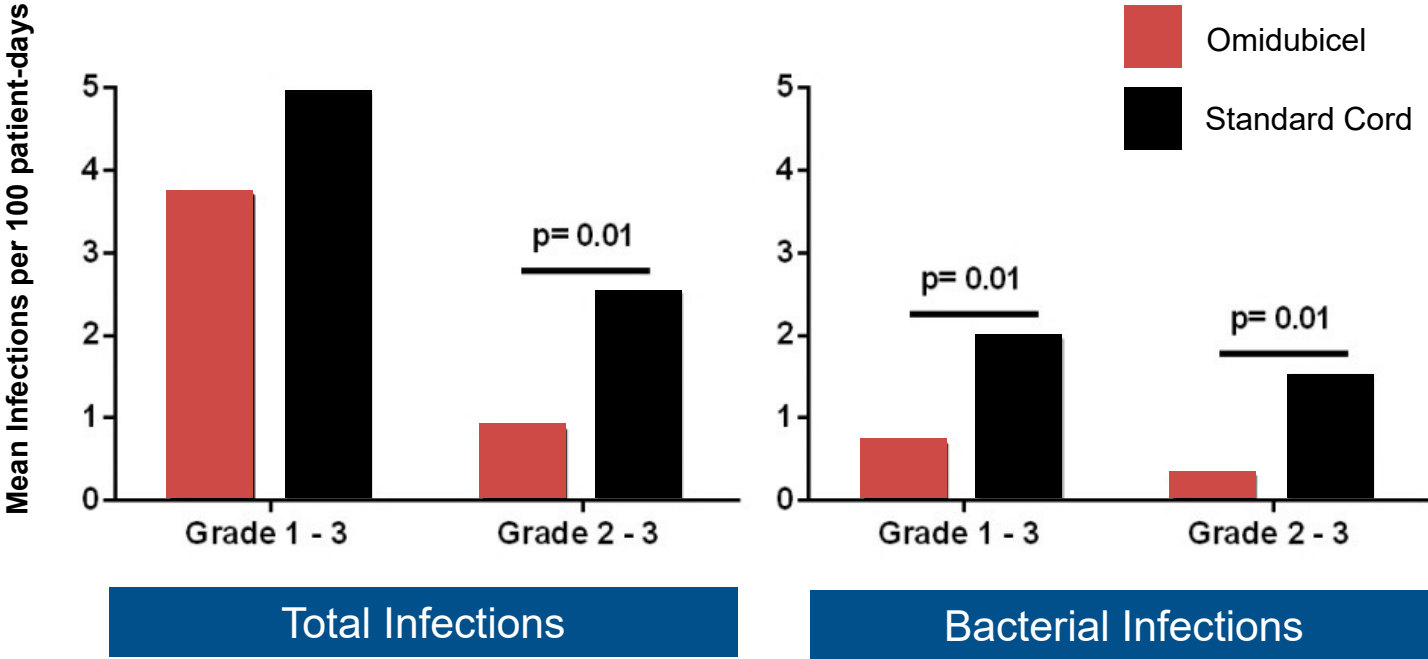 Mean Infections per 100 patient-days
5
4
3
2
1
0
p= 0.01
Grade 1 - 3
Grade 2 - 3
Total Infections
5
4
3
2
1
0
p= 0.01
p= 0.01
Grade 1 - 3
Grade 2 - 3
Bacterial Infections
Omidubicel
Standard Cord